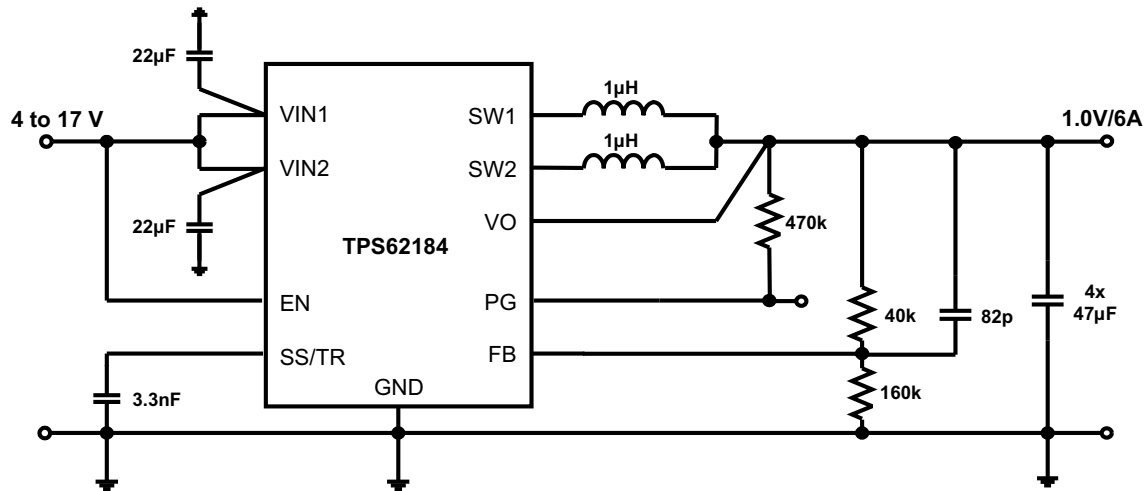 22µF
4 to 17 V
22µF
VIN1
VIN2
EN
SS/TR
3.3nF
TPS62184
GND
SW1
SW2
VO
PG
FB
1µH
1µH
470k
40k
160k
82p
4x
47µF
1.0V/6A